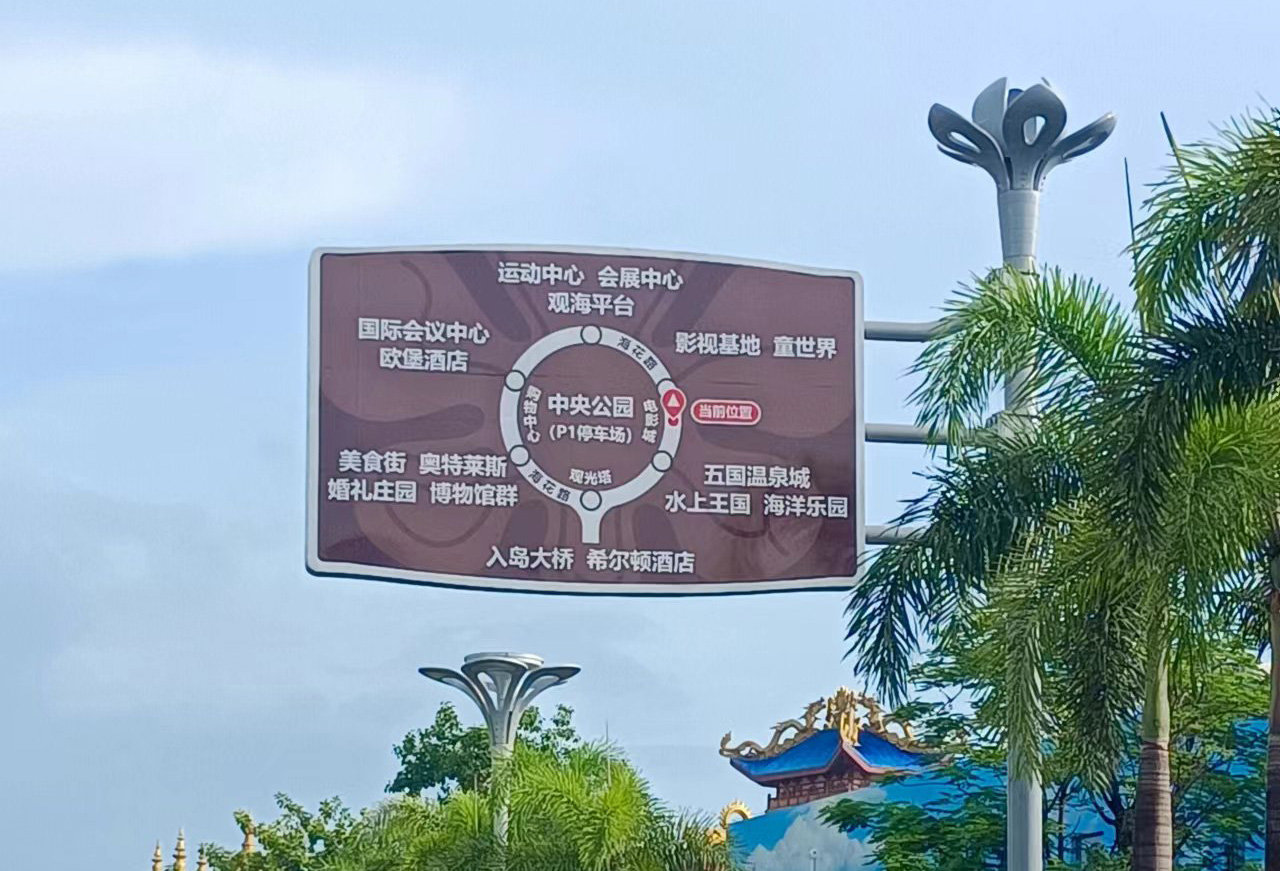 运动中心 会展中心
观海平台
国际会议中心
欧堡酒店
影视基地 童世界
海花路
购物中心
中央公园
(P1停车场)
电影城
当前位置
美食街 奥特莱斯
婚礼庄园 博物馆群
海花路
观光塔
五国温泉城
水上王国 海洋乐园
入岛大桥 希尔顿酒店